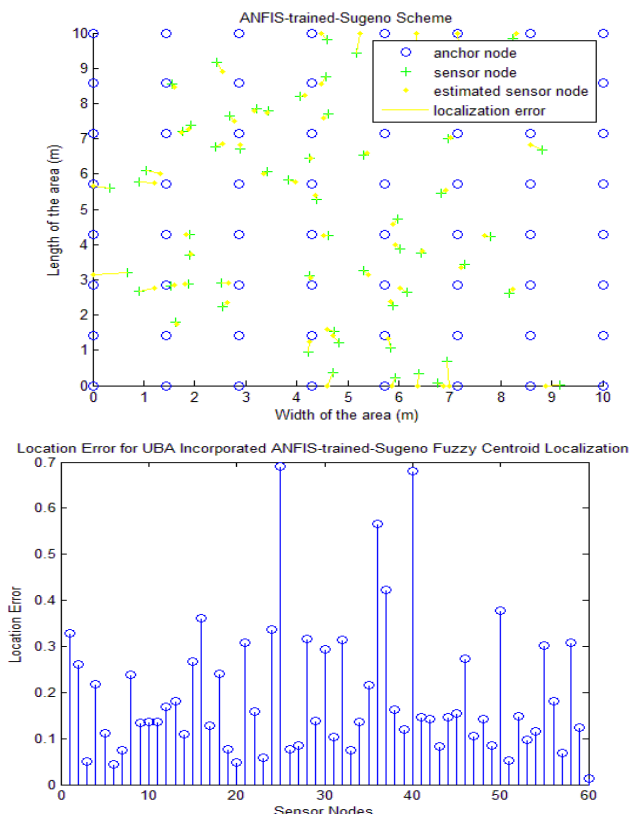 ANFIS-trained-Sugeno Scheme
10
9
8
7
6
5
4
3
2
1
0
Length of the area (m)
anchor node
sensor node
estimated sensor node
localization error
0 1 2 3 4 5 6 7 8 9 10
Width of the area (m)
Location Error for UBA Incorporated ANFIS-trained-Sugeno Fuzzy Centroid Localization
0.7
0.6
0.5
0.4
0.3
0.2
0.1
0
Location Error
0 10 20 30 40 50 60
Sensor Nodes